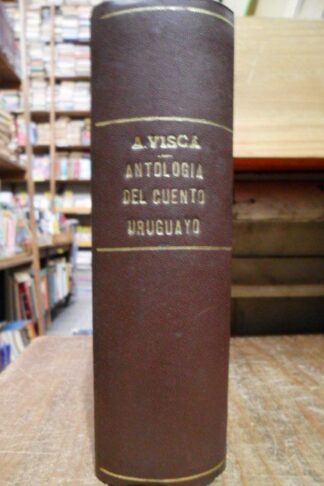 A. VISCA
ANTOLOGIA
DEL CUENTO
URUGUAYO